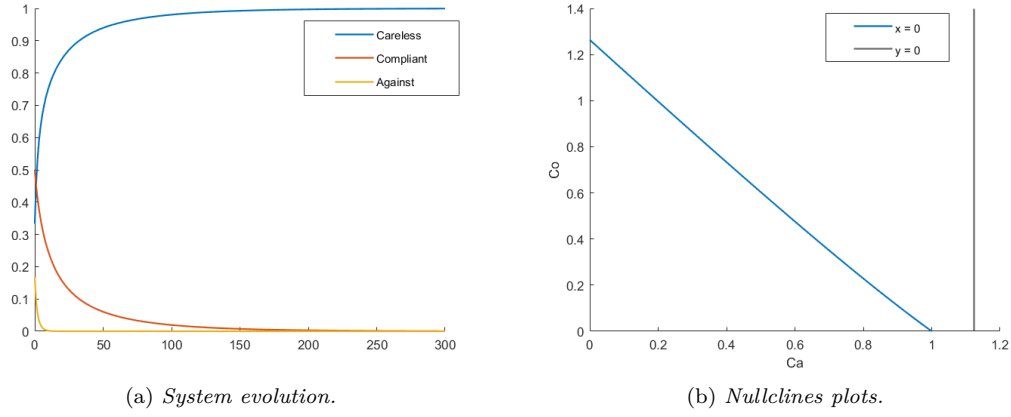 1
0.9
0.8
0.7
0.6
0.5
0.4
0.3
0.2
0.1
0
0 50 100 150 200 250 300
Careless
Compliant
Against
(a) System evolution.
1.4
1.2
1
0.8
0.6
0.4
0.2
0
Co
0 0.2 0.4 0.6 0.8 1 1.2
Ca
x = 0
y = 0
(b) Nullclines plots.